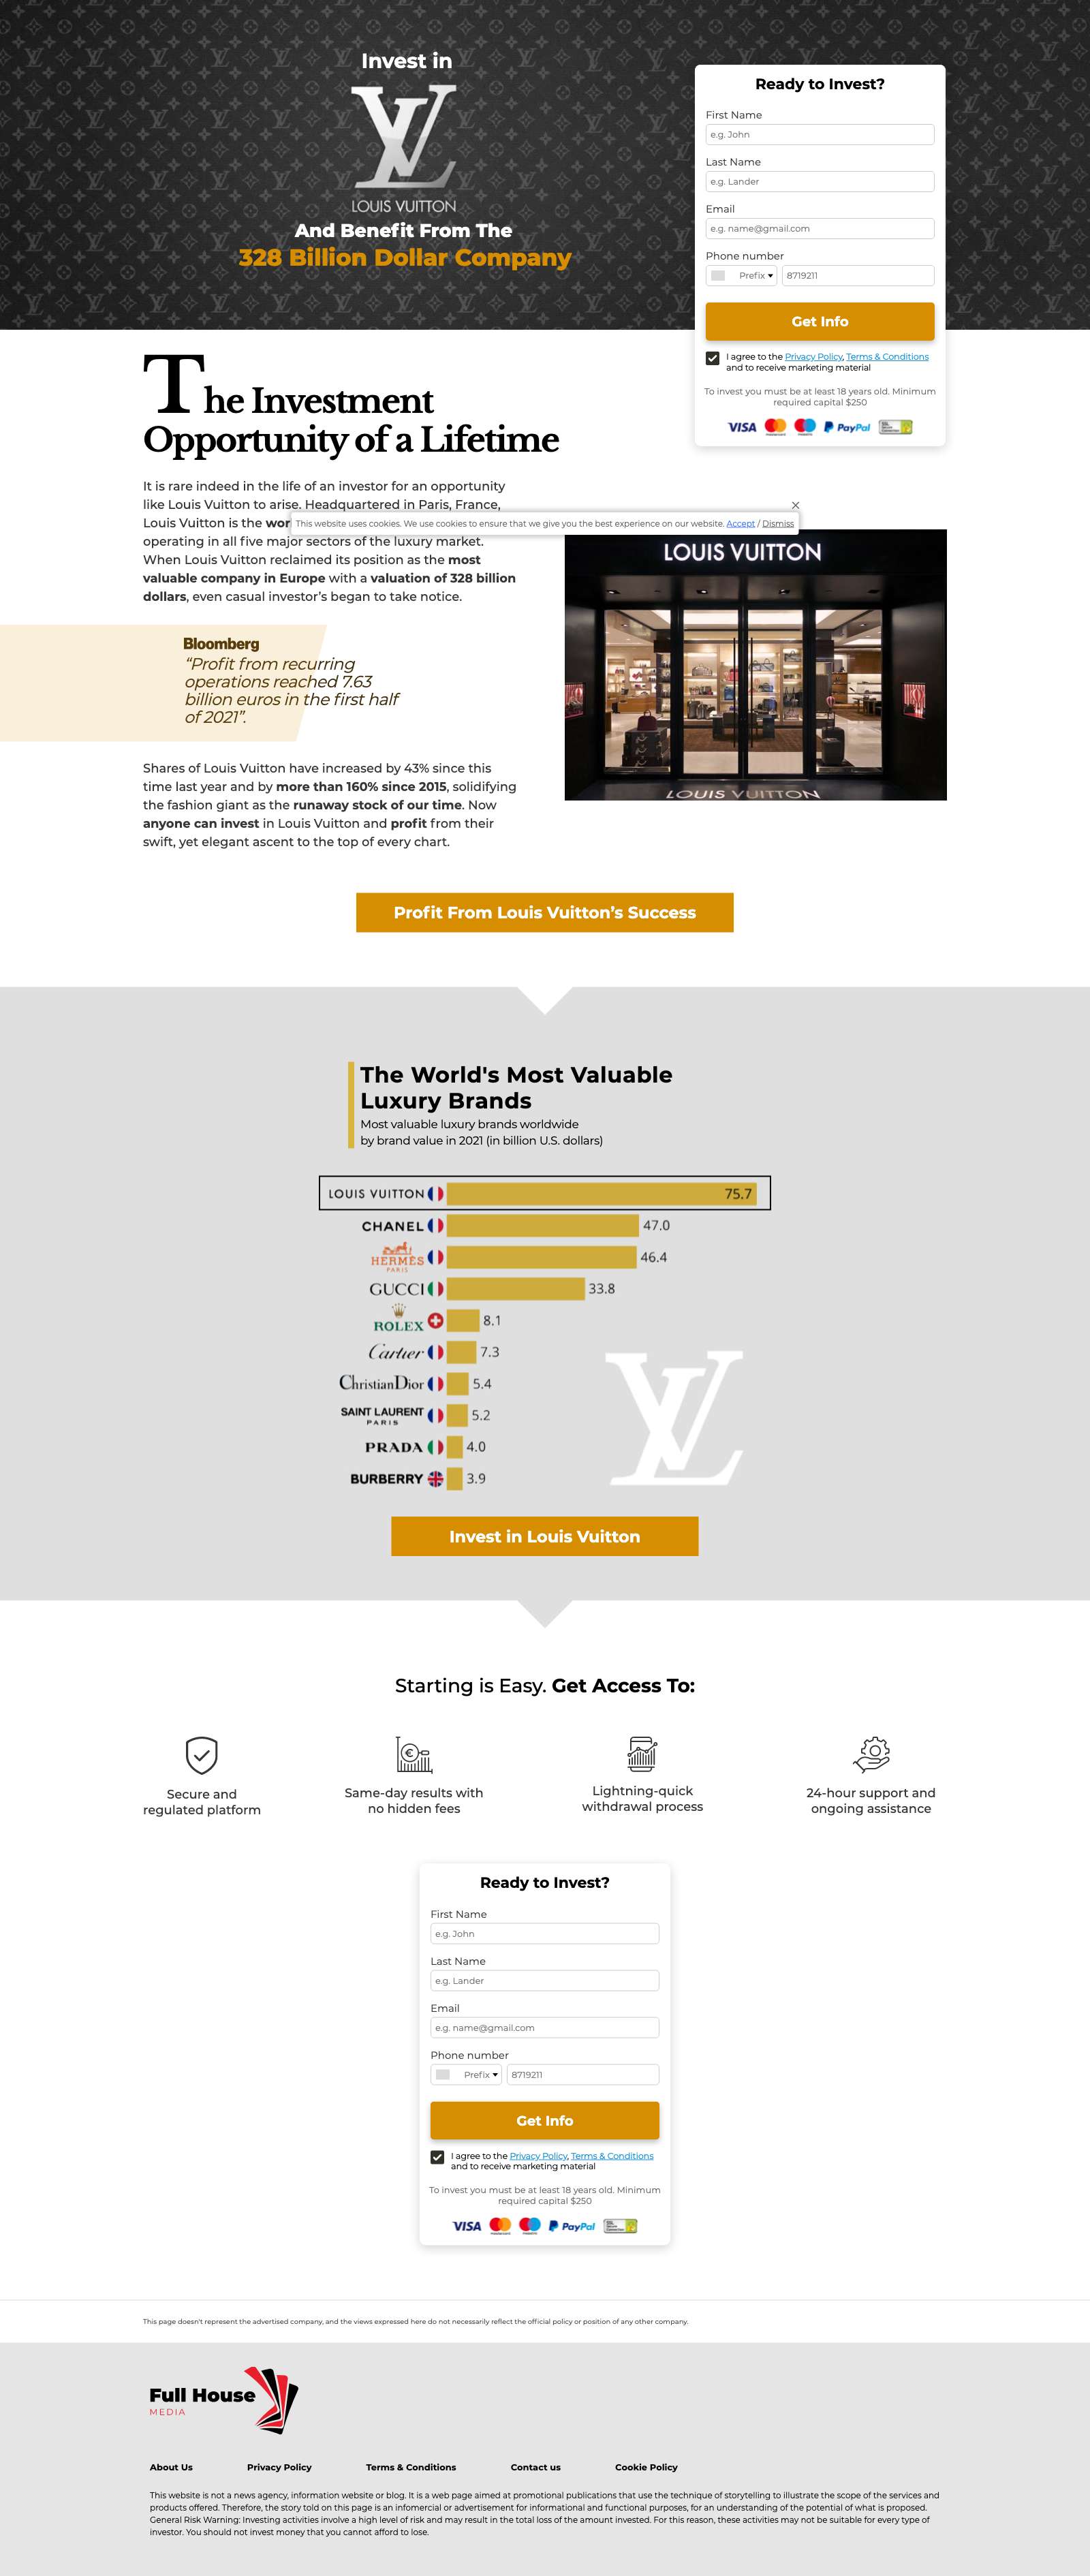 Invest in
LV
LOUIS VUITTON
And Benefit From The
328 Billion Dollar Company
Ready to Invest?
First Name
e.g. John
Last Name
e.g. Lander
Email
e.g. name@gmail.com
Phone number
Prefix
8719211
Get Info
I agree to the Privacy Policy, Terms & Conditions
and to receive marketing material
To invest you must be at least 18 years old. Minimum
required capital $250
VISA
PayPal
The Investment
Opportunity of a Lifetime
It is rare indeed in the life of an investor for an opportunity
like Louis Vuitton to arise. Headquartered in Paris, France,
Louis Vuitton is the
This website uses cookies. We use cookies to ensure that we give you the best experience on our website. Accept / Dismiss
operating in all five major sectors of the luxury market.
When Louis Vuitton reclaimed its position as the most
valuable company in Europe with a valuation of 328 billion
dollars, even casual investor's began to take notice.
LOUIS VUITTON
LOUIS VUITTON
Bloomberg
“Profit from recurring
operations reached 7.63
billion euros in the first half
of 2021”.
Shares of Louis Vuitton have increased by 43% since this
time last year and by more than 160% since 2015, solidifying
the fashion giant as the runaway stock of our time. Now
anyone can invest in Louis Vuitton and profit from their
swift, yet elegant ascent to the top of every chart.
Profit From Louis Vuitton’s Success
The World's Most Valuable
Luxury Brands
Most valuable luxury brands worldwide
by brand value in 2021 (in billion U.S. dollars)
LOUIS VUITTON 75.7
CHANEL 47.0
HERMÈS PARIS 46.4
GUCCI 33.8
ROLEX 8.1
Cartier 7.3
Christian Dior 5.4
SAINT LAURENT PARIS 5.2
PRADA 4.0
BURBERRY 3.9
LV
Invest in Louis Vuitton
Starting is Easy. Get Access To:
Secure and
regulated platform
Same-day results with
no hidden fees
Lightning-quick
withdrawal process
24-hour support and
ongoing assistance
Ready to Invest?
First Name
e.g. John
Last Name
e.g. Lander
Email
e.g. name@gmail.com
Phone number
Prefix
8719211
Get Info
I agree to the Privacy Policy, Terms & Conditions
and to receive marketing material
To invest you must be at least 18 years old. Minimum
required capital $250
VISA
PayPal
This page doesn't represent the advertised company, and the views expressed here do not necessarily reflect the official policy or position of any other company.
Full House
MEDIA
About Us
Privacy Policy
Terms & Conditions
Contact us
Cookie Policy
This website is not a news agency, information website or blog. It is a web page aimed at promotional publications that use the technique of storytelling to illustrate the scope of the services and
products offered. Therefore, the story told on this page is an infomercial or advertisement for informational and functional purposes, for an understanding of the potential of what is proposed.
General Risk Warning: Investing activities involve a high level of risk and may result in the total loss of the amount invested. For this reason, these activities may not be suitable for every type of
investor. You should not invest money that you cannot afford to lose.